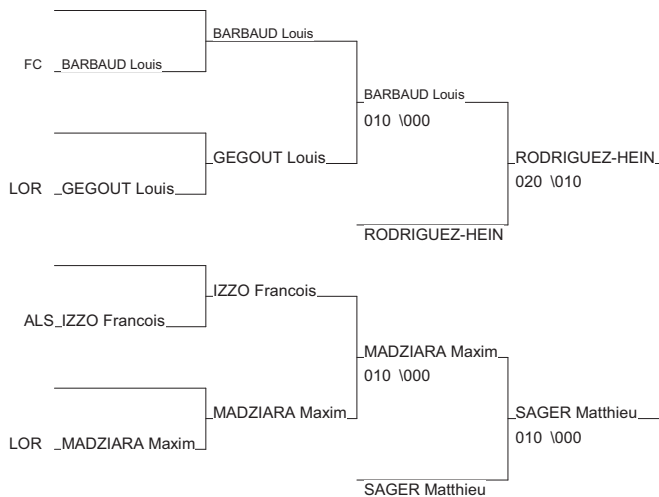 BARBAUD Louis
FC BARBAUD Louis
BARBAUD Louis
010 \000
GEGOUT Louis
LOR GEGOUT Louis
RODRIGUEZ-HEIN
020 \010
RODRIGUEZ-HEIN
IZZO Francois
ALS IZZO Francois
MADZIARA Maxim
010 \000
MADZIARA Maxim
LOR MADZIARA Maxim
SAGER Matthieu
010 \000
SAGER Matthieu